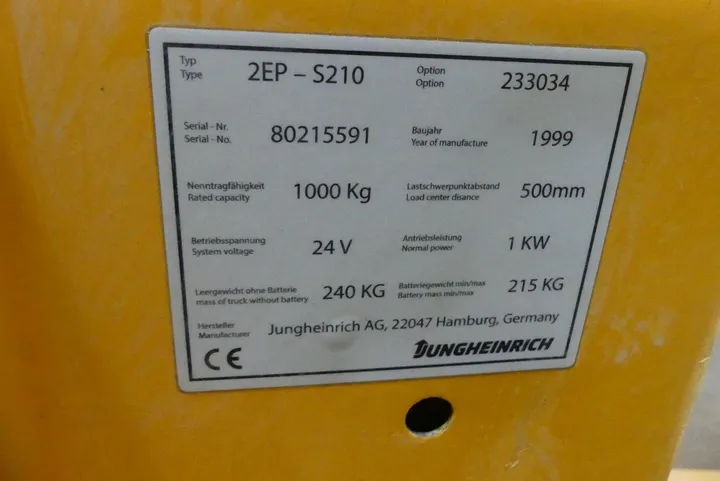 Typ
Type
2EP – S210
Option
Option
233034
Serial - Nr.
Serial - No.
80215591
Baujahr
Year of manufacture
1999
Nenntragfähigkeit
Rated capacity
1000 Kg
Lastschwerpunktabstand
Load center disance
500mm
Betriebsspannung
System voltage
24 V
Antriebsleistung
Normal power
1 KW
Leergewicht ohne Batterie
mass of truck without battery
240 KG
Batteriegewicht min/max
Battery mass min/max
215 KG
Hersteller
Manufacturer
Jungheinrich AG, 22047 Hamburg, Germany
CE
JUNGHEINRICH